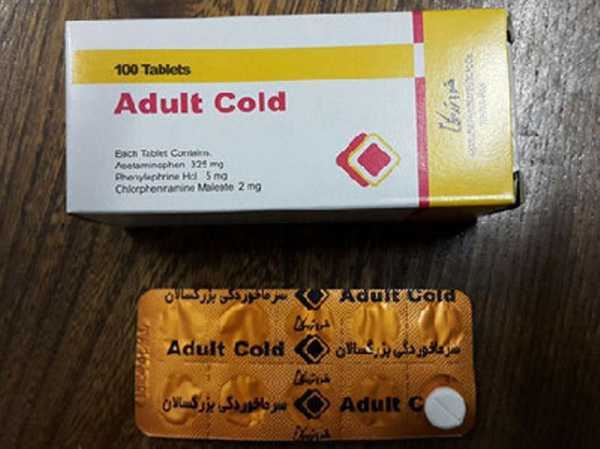 100 Tablets
Adult Cold
Each Tablet Contains:
Acetaminophen 325 mg
Phenylephrine Hcl 5 mg
Chlorpheniramine Maleate 2 mg
سرماخوردگی بزرگسالان Adult Cold
Adult Cold سرماخوردگی بزرگسالان
سرماخوردگی بزرگسالان Adult C